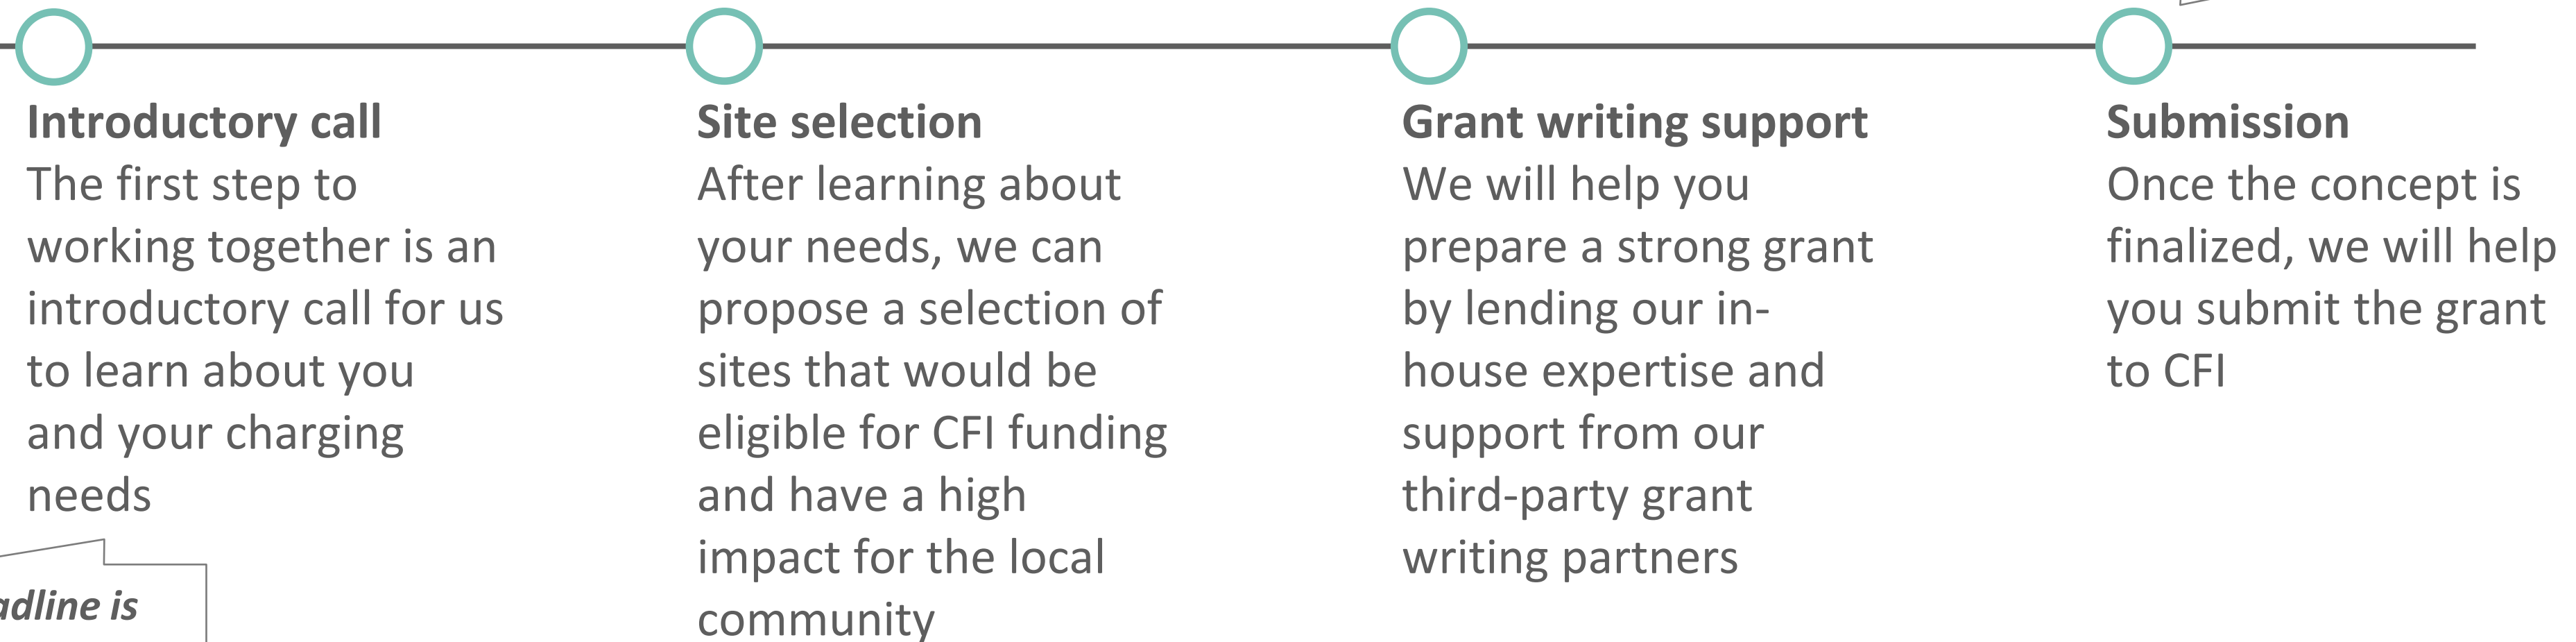 Introductory call
The first step to
working together is an
introductory call for us
to learn about you
and your charging
needs
Site selection
After learning about
your needs, we can
propose a selection of
sites that would be
eligible for CFI funding
and have a high
impact for the local
community
Grant writing support
We will help you
prepare a strong grant
by lending our in-
house expertise and
support from our
third-party grant
writing partners
Submission
Once the concept is
finalized, we will help
you submit the grant
to CFI
is